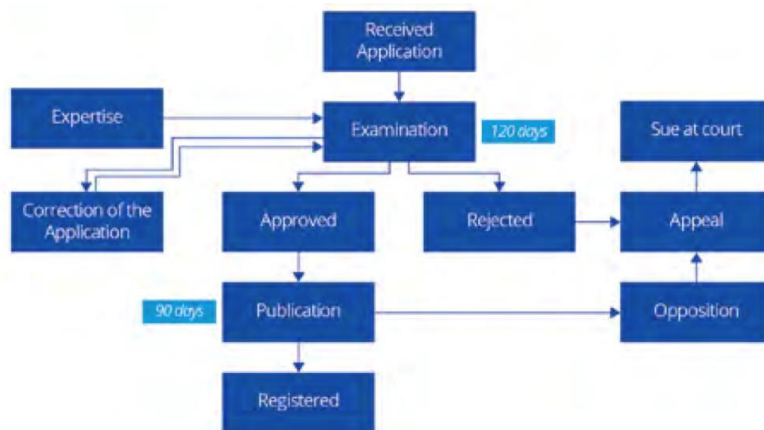 Received
Application
Expertise
Examination
120 days
Sue at court
Correction of the
Application
Approved
Rejected
Appeal
90 days
Publication
Opposition
Registered